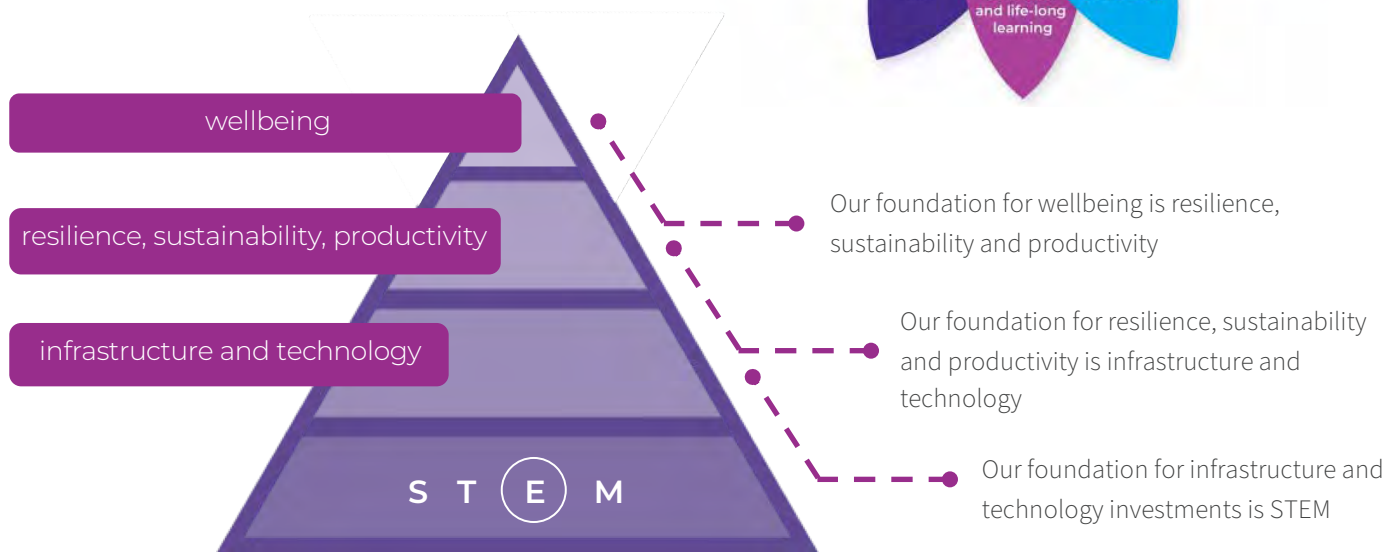 and life-long
learning
wellbeing
resilience, sustainability, productivity
infrastructure and technology
S T E M
Our foundation for wellbeing is resilience,
sustainability and productivity
Our foundation for resilience, sustainability
and productivity is infrastructure and
technology
Our foundation for infrastructure and
technology investments is STEM